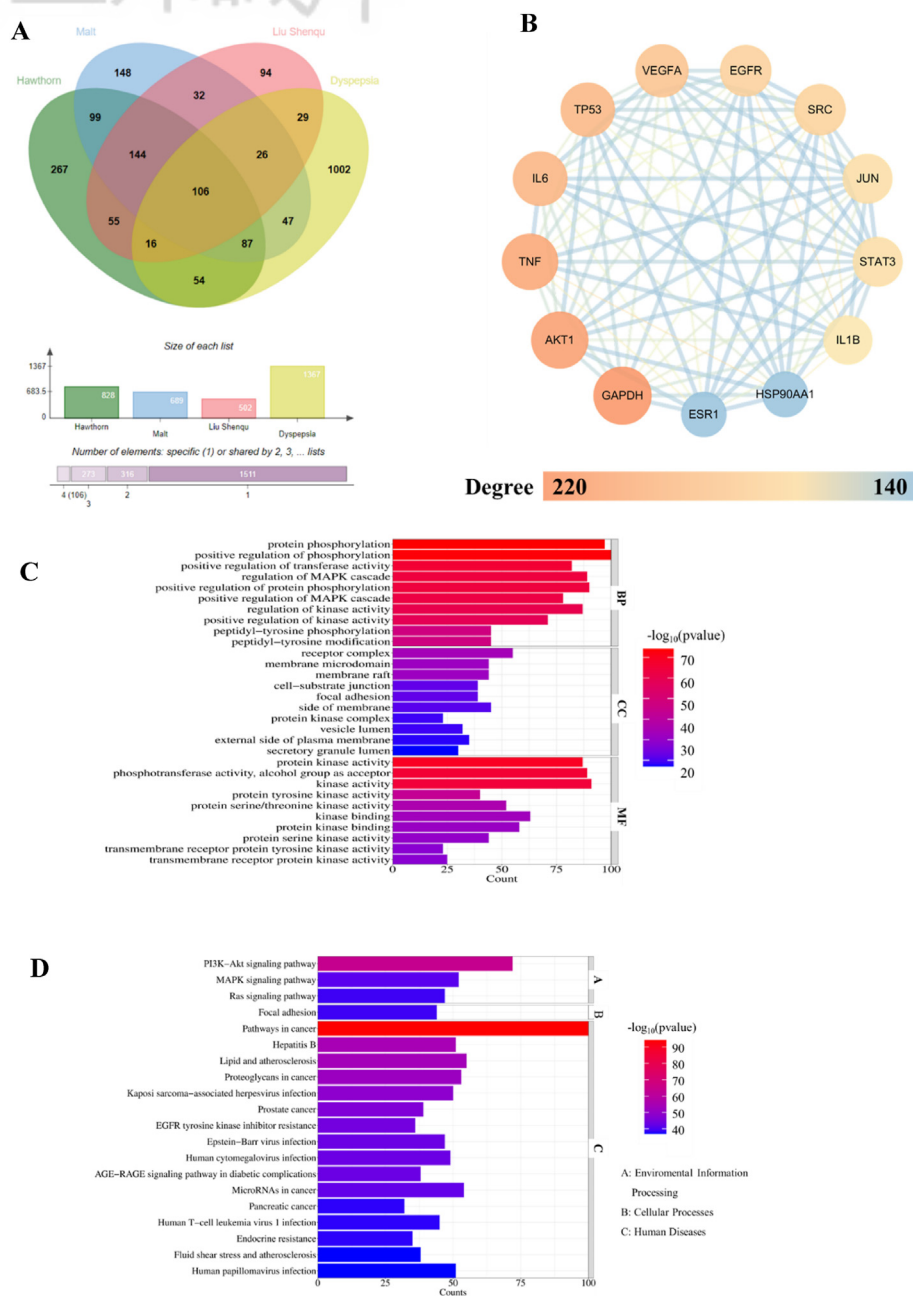 A
Malt
Liu Shenqu
Hawthorn
Dyspepsia
148
94
99
32
29
267
144
26
1002
106
55
47
16
87
54
Size of each list
1367
683.5
0
828
689
502
1367
Hawthorn
Malt
Liu Shenqu
Dyspepsia
Number of elements: specific (1) or shared by 2, 3, ... lists
273
316
1511
4 (106)
3
2
1
B
VEGFA
EGFR
TP53
SRC
IL6
JUN
TNF
STAT3
AKT1
IL1B
GAPDH
HSP90AA1
ESR1
Degree
220
140
C
protein phosphorylation
positive regulation of phosphorylation
positive regulation of transferase activity
regulation of MAPK cascade
positive regulation of protein phosphorylation
positive regulation of MAPK cascade
regulation of kinase activity
positive regulation of kinase activity
peptidyl−tyrosine phosphorylation
peptidyl−tyrosine modification
receptor complex
membrane microdomain
membrane raft
cell−substrate junction
focal adhesion
side of membrane
protein kinase complex
vesicle lumen
external side of plasma membrane
secretory granule lumen
protein kinase activity
phosphotransferase activity, alcohol group as acceptor
kinase activity
protein tyrosine kinase activity
protein serine/threonine kinase activity
kinase binding
protein kinase binding
protein serine kinase activity
transmembrane receptor protein tyrosine kinase activity
transmembrane receptor protein kinase activity
0 25 50 75 100
Count
BP
CC
MF
-log10(pvalue)
70
60
50
40
30
20
D
PI3K−Akt signaling pathway
MAPK signaling pathway
Ras signaling pathway
Focal adhesion
Pathways in cancer
Hepatitis B
Lipid and atherosclerosis
Proteoglycans in cancer
Kaposi sarcoma−associated herpesvirus infection
Prostate cancer
EGFR tyrosine kinase inhibitor resistance
Epstein−Barr virus infection
Human cytomegalovirus infection
AGE−RAGE signaling pathway in diabetic complications
MicroRNAs in cancer
Pancreatic cancer
Human T−cell leukemia virus 1 infection
Endocrine resistance
Fluid shear stress and atherosclerosis
Human papillomavirus infection
0 25 50 75 100
Counts
A
B
C
-log10(pvalue)
90
80
70
60
50
40
A: Enviromental Information
Processing
B: Cellular Processes
C: Human Diseases